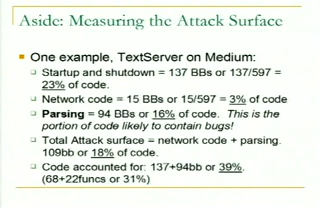 Aside: Measuring the Attack Surface
One example, TextServer on Medium:
Startup and shutdown = 137 BBs or 137/597 =
23% of code.
Network code = 15 BBs or 15/597 = 3% of code
Parsing = 94 BBs or 16% of code. This is the
portion of code likely to contain bugs!
Total Attack surface = network code + parsing.
109bb or 18% of code.
Code accounted for: 137+94bb or 39%.
(68+22funcs or 31%)